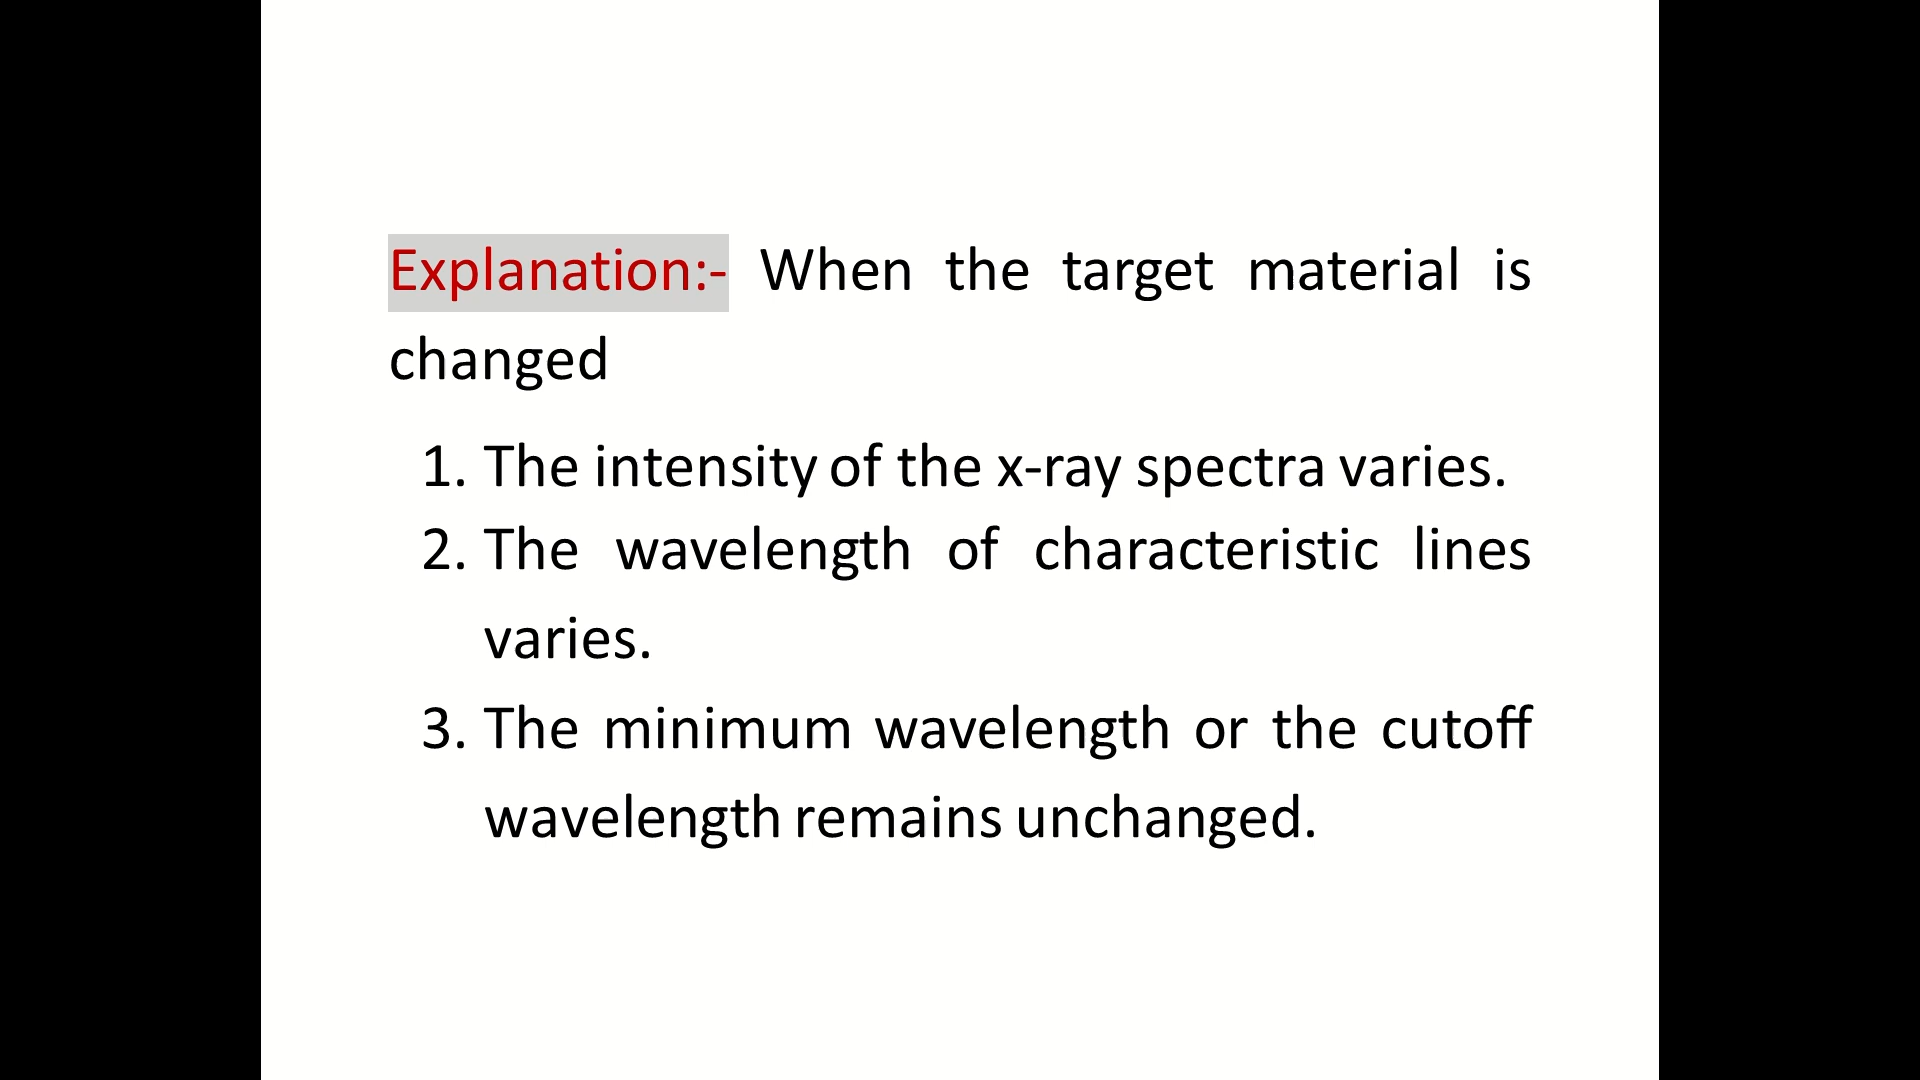 Explanation:- When the target material is
changed
1. The intensity of the x-ray spectra varies.
2. The wavelength of characteristic lines
varies.
3. The minimum wavelength or the cutoff
wavelength remains unchanged.